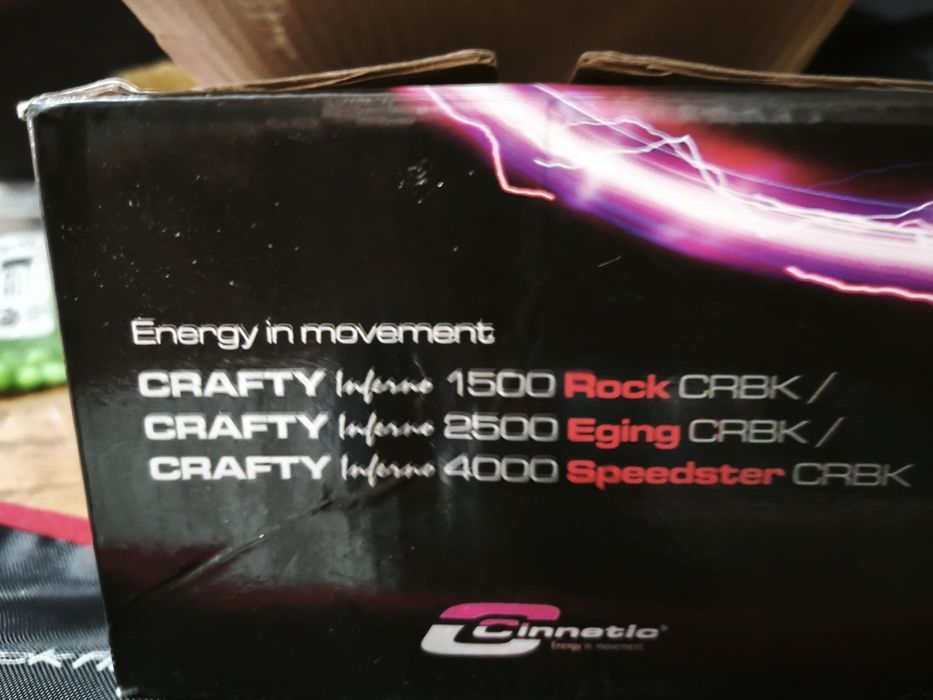 Energy in movement
CRAFTY Inferno 1500 Rock CRBK /
CRAFTY Inferno 2500 Eging CRBK /
CRAFTY Inferno 4000 Speedster CRBK
Cinnetic
Energy in movement